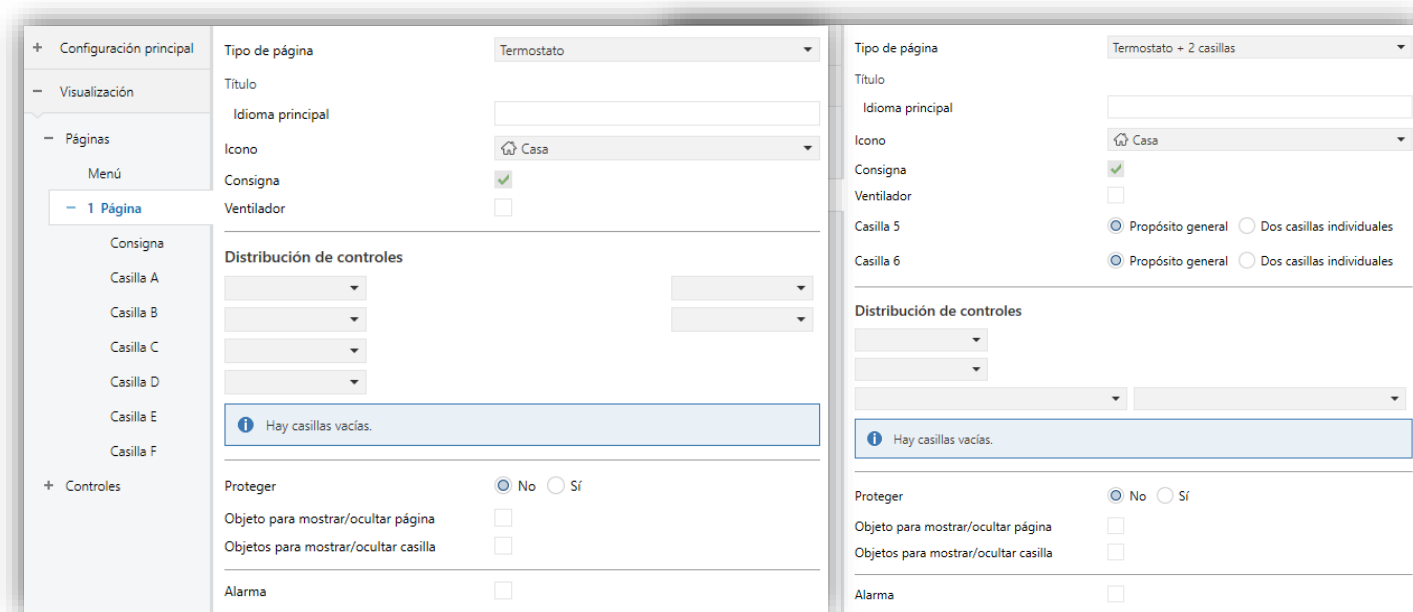 + Configuración principal
− Visualización
− Páginas
Menú
− 1 Página
Consigna
Casilla A
Casilla B
Casilla C
Casilla D
Casilla E
Casilla F
+ Controles
Tipo de página Termostato
Título
Idioma principal
Icono Casa
Consigna
Ventilador
Distribución de controles
Hay casillas vacías.
Proteger No Sí
Objeto para mostrar/ocultar página
Objetos para mostrar/ocultar casilla
Alarma
Tipo de página Termostato + 2 casillas
Título
Idioma principal
Icono Casa
Consigna
Ventilador
Casilla 5 Propósito general Dos casillas individuales
Casilla 6 Propósito general Dos casillas individuales
Distribución de controles
Hay casillas vacías.
Proteger No Sí
Objeto para mostrar/ocultar página
Objetos para mostrar/ocultar casilla
Alarma